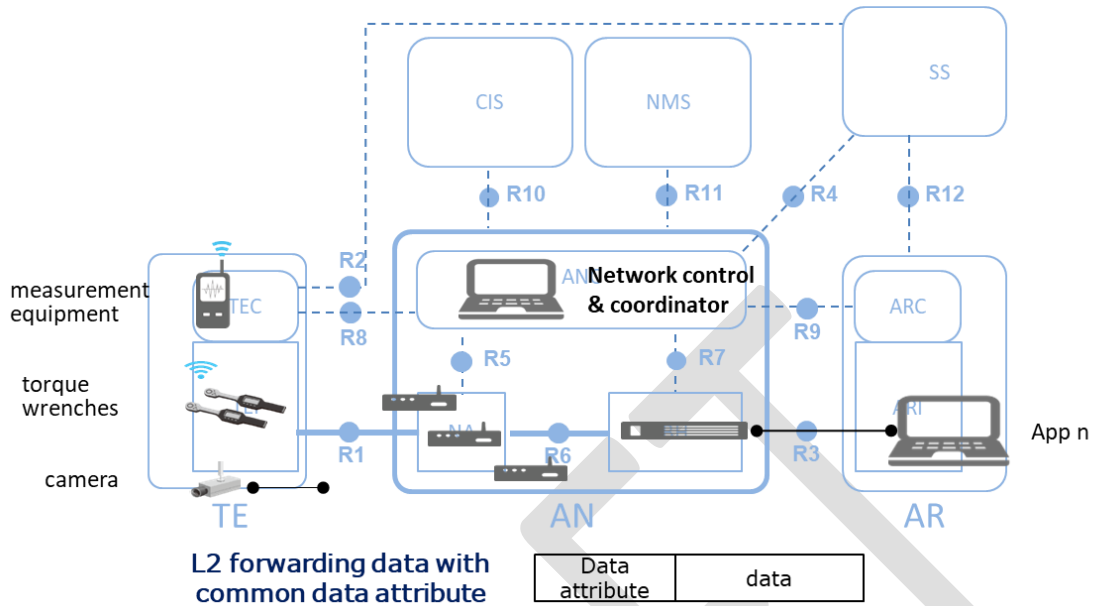 SS
CIS
NMS
R10
R11
R4
R12
R2
measurement
equipment
TEC
Network control
& coordinator
ARC
R8
R9
R5
R7
torque
wrenches
NA
ARI
App n
R1
R6
R3
camera
TE
AN
AR
L2 forwarding data with
common data attribute
Data
attribute
data